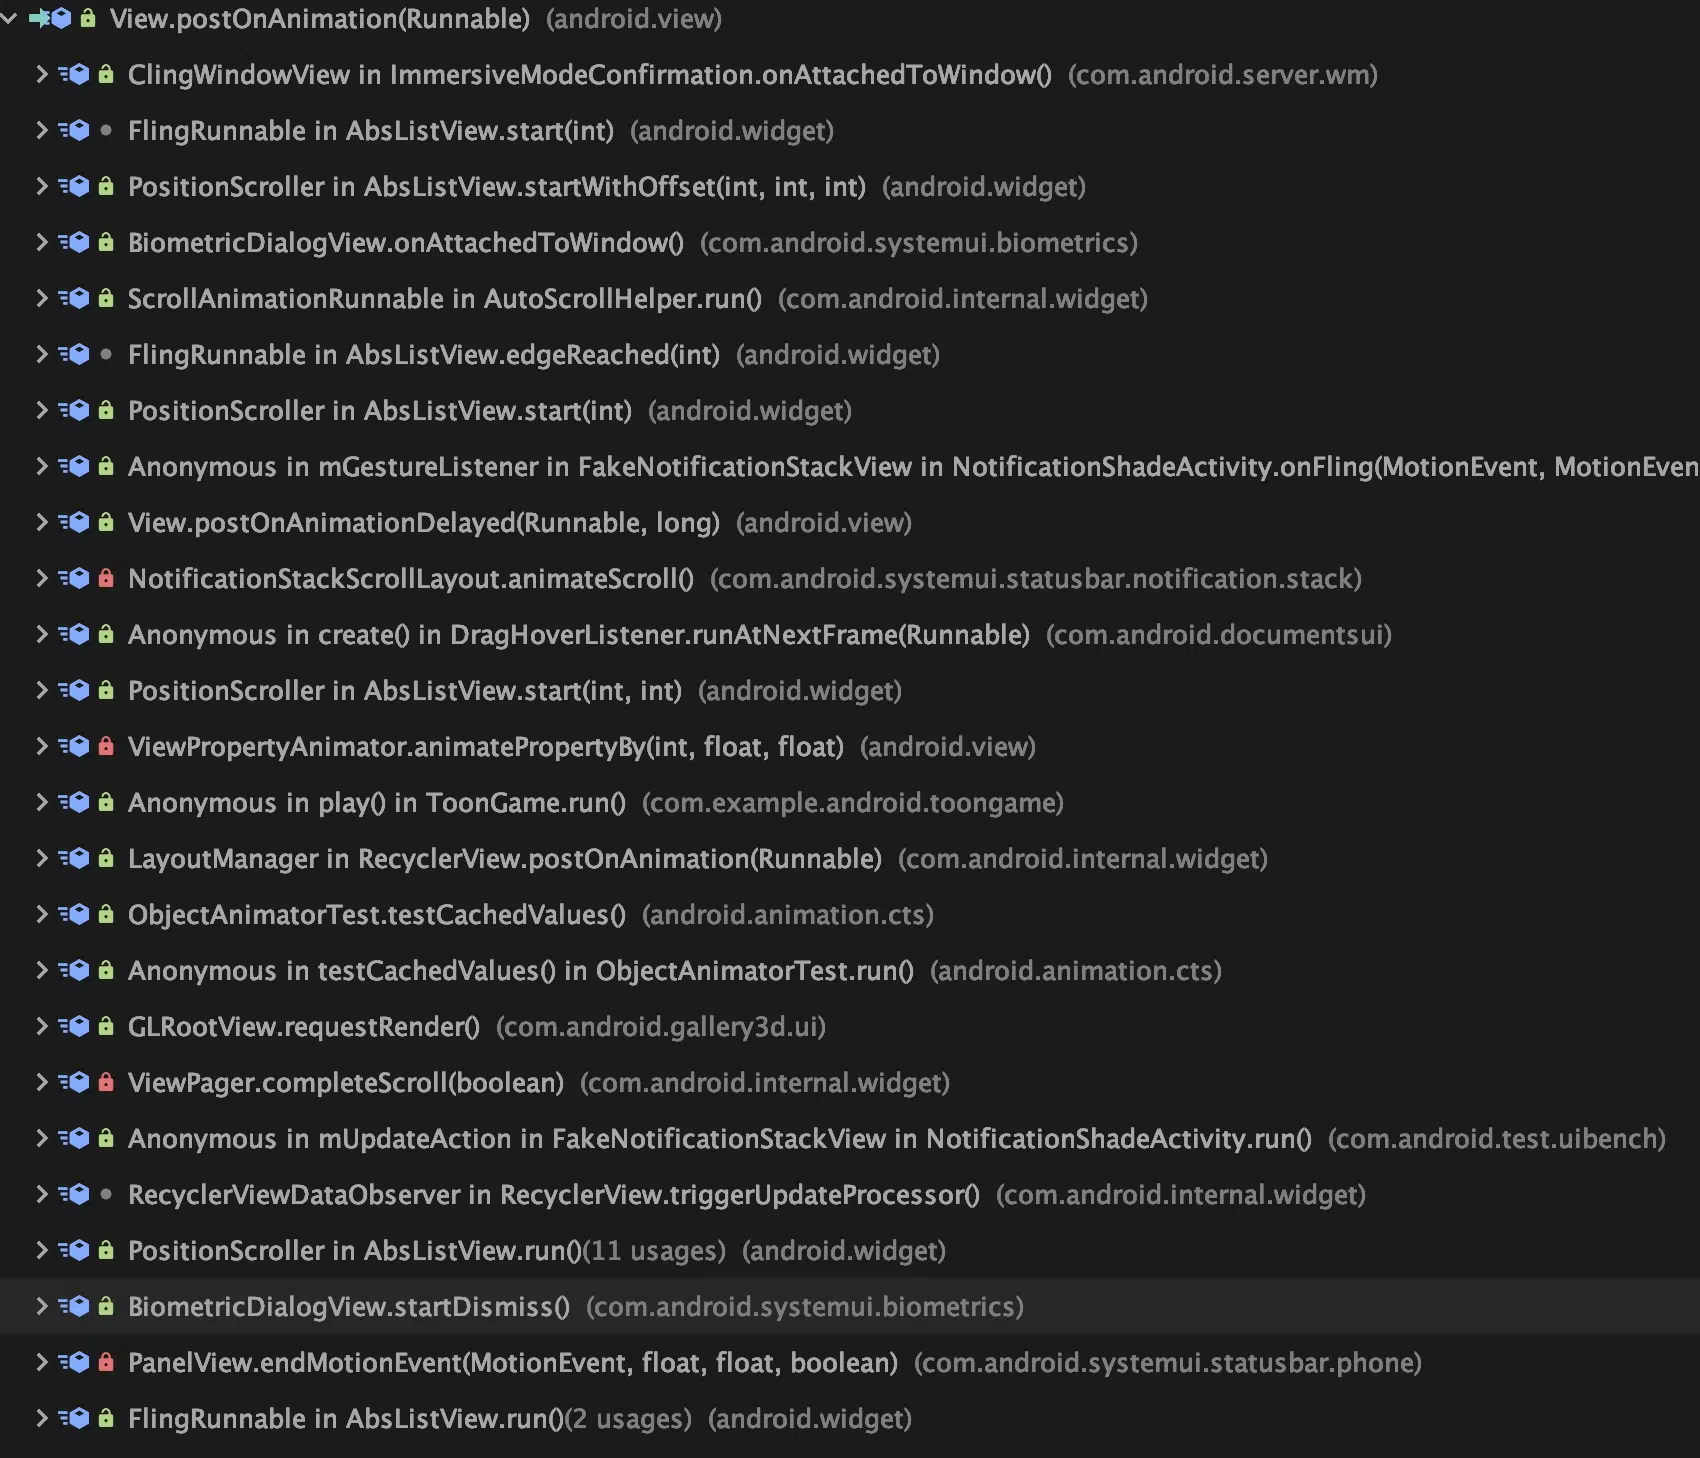 View.postOnAnimation(Runnable) (android.view)
ClingWindowView in ImmersiveModeConfirmation.onAttachedToWindow() (com.android.server.wm)
FlingRunnable in AbsListView.start(int) (android.widget)
PositionScroller in AbsListView.startWithOffset(int, int, int) (android.widget)
BiometricDialogView.onAttachedToWindow() (com.android.systemui.biometrics)
ScrollAnimationRunnable in AutoScrollHelper.run() (com.android.internal.widget)
FlingRunnable in AbsListView.edgeReached(int) (android.widget)
PositionScroller in AbsListView.start(int) (android.widget)
Anonymous in mGestureListener in FakeNotificationStackView in NotificationShadeActivity.onFling(MotionEvent, MotionEven
View.postOnAnimationDelayed(Runnable, long) (android.view)
NotificationStackScrollLayout.animateScroll() (com.android.systemui.statusbar.notification.stack)
Anonymous in create() in DragHoverListener.runAtNextFrame(Runnable) (com.android.documentsui)
PositionScroller in AbsListView.start(int, int) (android.widget)
ViewPropertyAnimator.animatePropertyBy(int, float, float) (android.view)
Anonymous in play() in ToonGame.run() (com.example.android.toongame)
LayoutManager in RecyclerView.postOnAnimation(Runnable) (com.android.internal.widget)
ObjectAnimatorTest.testCachedValues() (android.animation.cts)
Anonymous in testCachedValues() in ObjectAnimatorTest.run() (android.animation.cts)
GLRootView.requestRender() (com.android.gallery3d.ui)
ViewPager.completeScroll(boolean) (com.android.internal.widget)
Anonymous in mUpdateAction in FakeNotificationStackView in NotificationShadeActivity.run() (com.android.test.uibench)
RecyclerViewDataObserver in RecyclerView.triggerUpdateProcessor() (com.android.internal.widget)
PositionScroller in AbsListView.run()(11 usages) (android.widget)
BiometricDialogView.startDismiss() (com.android.systemui.biometrics)
PanelView.endMotionEvent(MotionEvent, float, float, boolean) (com.android.systemui.statusbar.phone)
FlingRunnable in AbsListView.run()(2 usages) (android.widget)